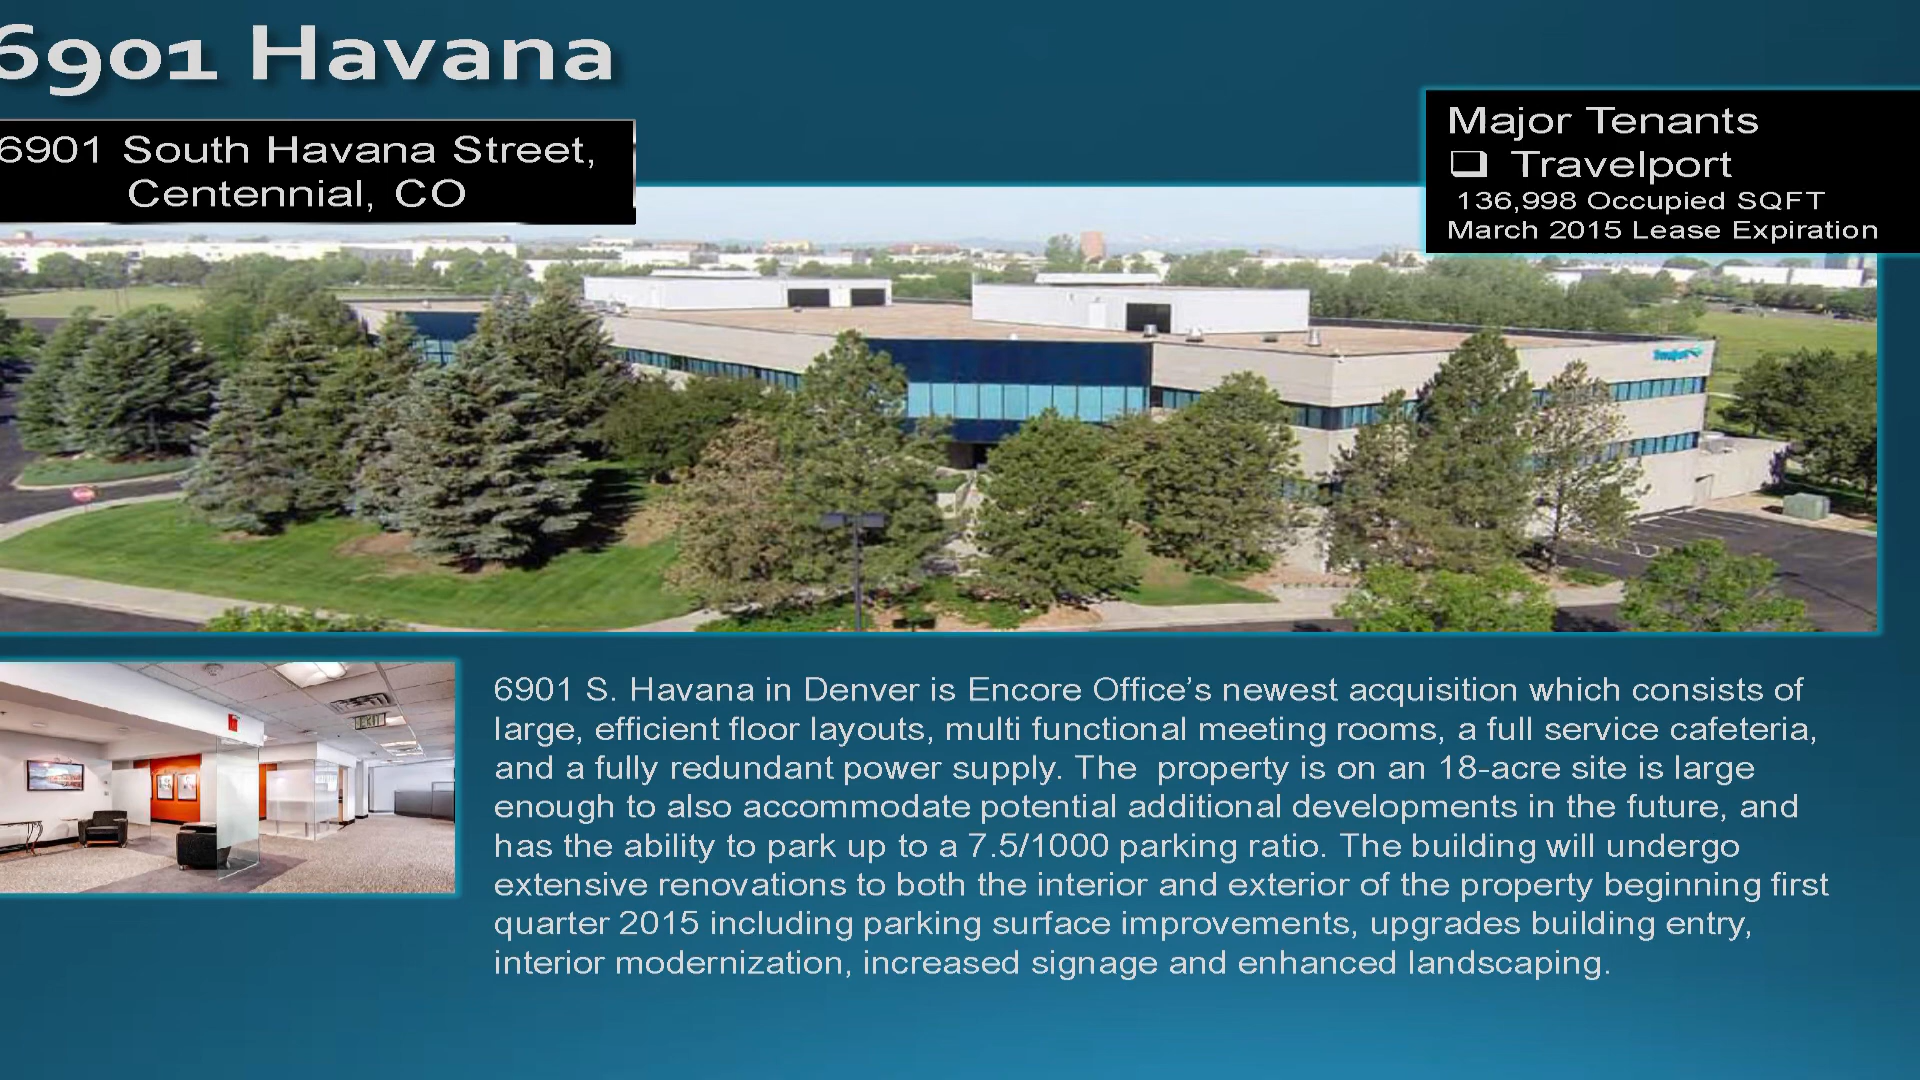 6901 Havana
6901 South Havana Street,
Centennial, CO
Major Tenants
❑ Travelport
136,998 Occupied SQFT
March 2015 Lease Expiration
EXIT
6901 S. Havana in Denver is Encore Office’s newest acquisition which consists of
large, efficient floor layouts, multi functional meeting rooms, a full service cafeteria,
and a fully redundant power supply. The  property is on an 18-acre site is large
enough to also accommodate potential additional developments in the future, and
has the ability to park up to a 7.5/1000 parking ratio. The building will undergo
extensive renovations to both the interior and exterior of the property beginning first
quarter 2015 including parking surface improvements, upgrades building entry,
interior modernization, increased signage and enhanced landscaping.